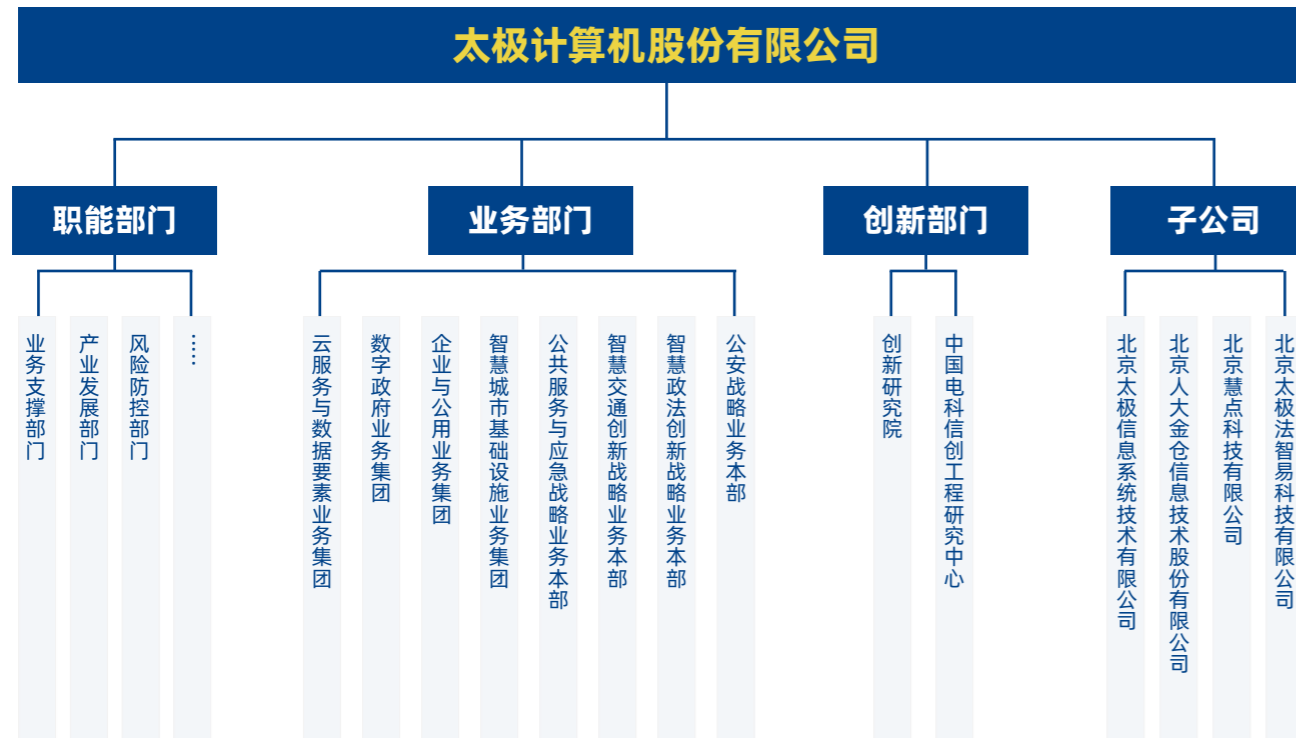 太极计算机股份有限公司
职能部门
业务部门
创新部门
子公司
业务支撑部门
产业发展部门
风险防控部门
……
云服务与数据要素业务集团
数字政府业务集团
企业与公用业务集团
智慧城市基础设施业务集团
公共服务与应急战略业务本部
智慧交通创新战略业务本部
智慧政法创新战略业务本部
公安战略业务本部
创新研究院
中国电科信创工程研究中心
北京太极信息系统技术有限公司
北京人大金仓信息技术股份有限公司
北京慧点科技有限公司
北京太极法智易科技有限公司